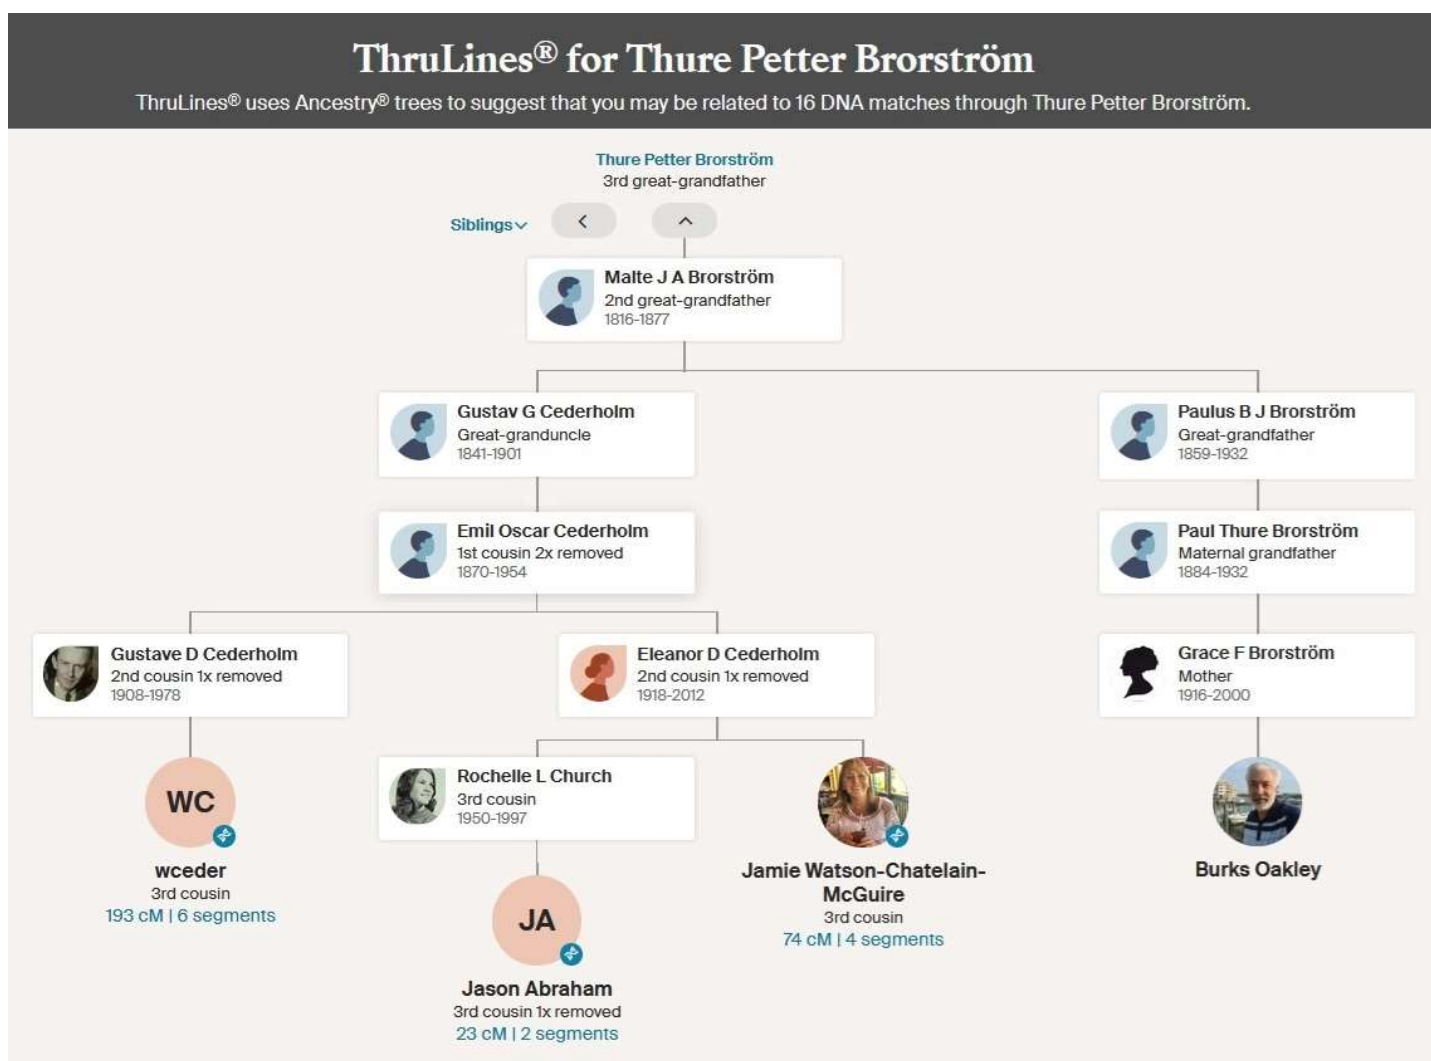 ThruLines® for Thure Petter Brorström
ThruLines® uses Ancestry® trees to suggest that you may be related to 16 DNA matches through Thure Petter Brorström.
Thure Petter Brorström
3rd great-grandfather
Siblings
Malte J A Brorström
2nd great-grandfather
1816-1877
Gustav G Cederholm
Great-granduncle
1841-1901
Paulus B J Brorström
Great-grandfather
1859-1932
Emil Oscar Cederholm
1st cousin 2x removed
1870-1954
Paul Thure Brorström
Maternal grandfather
1884-1932
Gustave D Cederholm
2nd cousin 1x removed
1908-1978
Eleanor D Cederholm
2nd cousin 1x removed
1918-2012
Grace F Brorström
Mother
1916-2000
WC
wceder
3rd cousin
193 cM | 6 segments
Rochelle L Church
3rd cousin
1950-1997
Jamie Watson-Chatelain-
McGuire
3rd cousin
74 cM | 4 segments
Burks Oakley
JA
Jason Abraham
3rd cousin 1x removed
23 cM | 2 segments